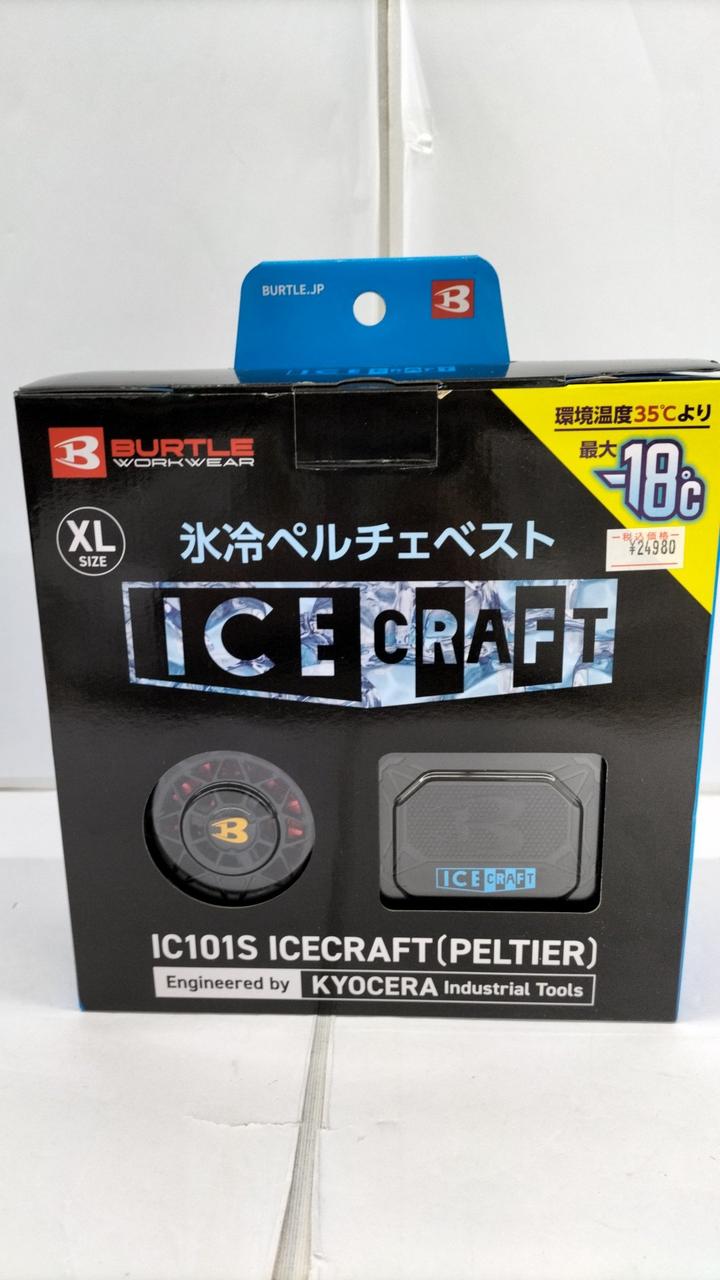 BURTLE.JP
B
ICE CRAFT
環境温度35℃より
最大
-18℃
B BURTLE
WORKWEAR
XL
SIZE
氷冷ペルチェベスト
税込価格
¥24980
ICE CRAFT
B
ICE CRAFT
IC101S ICECRAFT(PELTIER)
Engineered by KYOCERA Industrial Tools